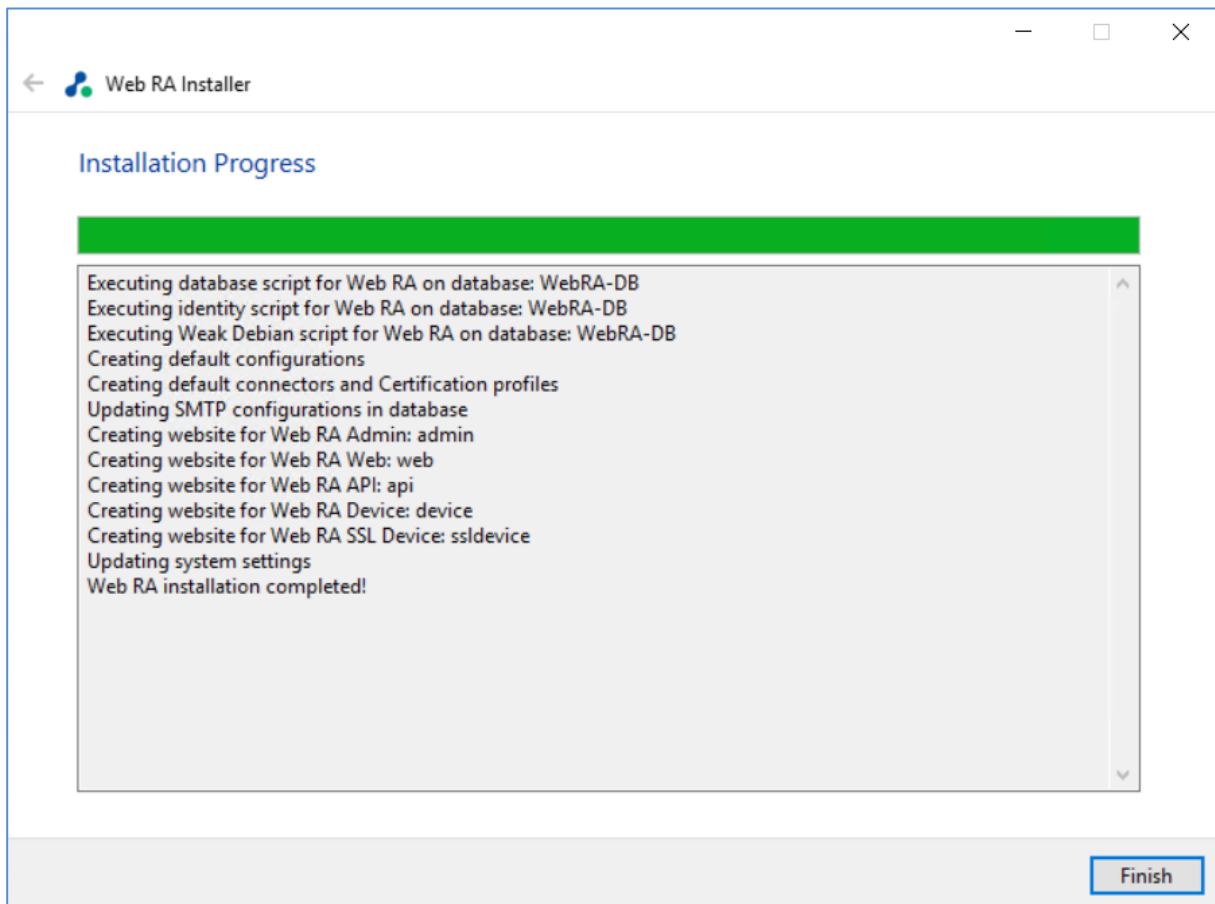 Web RA Installer
Installation Progress
Executing database script for Web RA on database: WebRA-DB
Executing identity script for Web RA on database: WebRA-DB
Executing Weak Debian script for Web RA on database: WebRA-DB
Creating default configurations
Creating default connectors and Certification profiles
Updating SMTP configurations in database
Creating website for Web RA Admin: admin
Creating website for Web RA Web: web
Creating website for Web RA API: api
Creating website for Web RA Device: device
Creating website for Web RA SSL Device: ssldevice
Updating system settings
Web RA installation completed!
Finish